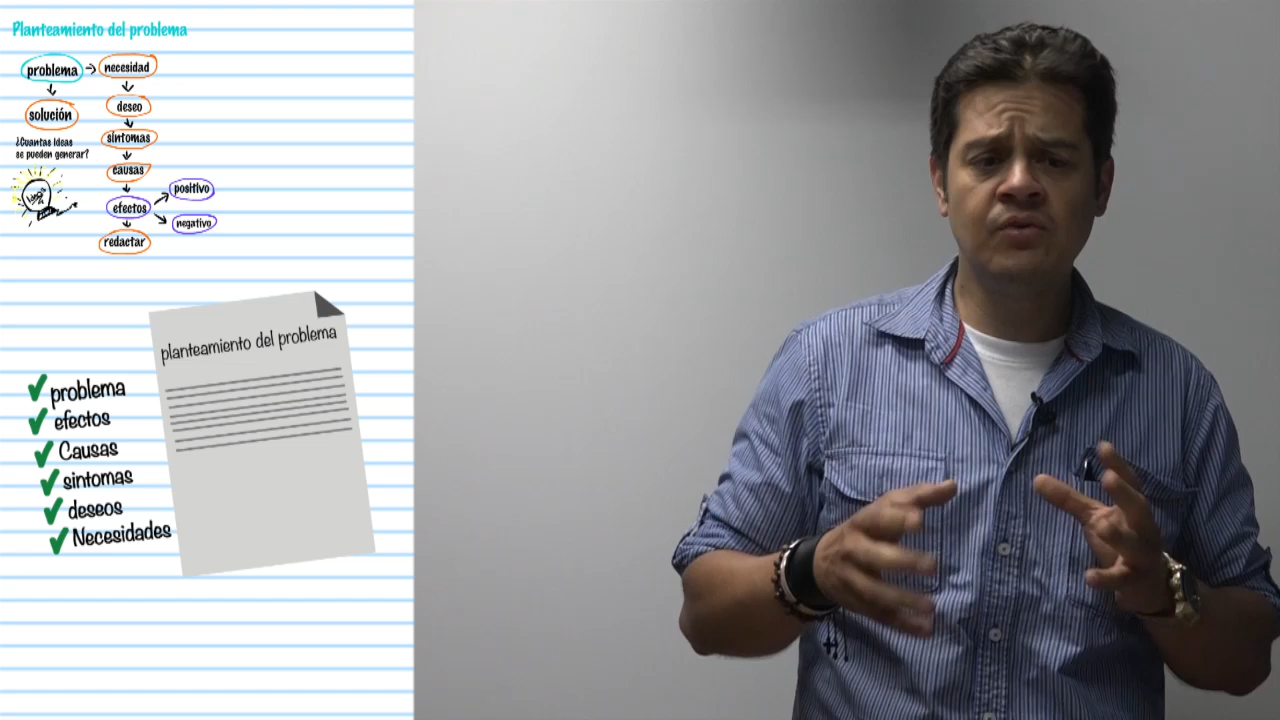 Planteamiento del problema
problema
necesidad
solución
deseo
síntomas
¿Cuantas ideas
se pueden generar?
causas
efectos
positivo
negativo
redactar
planteamiento del problema
problema
efectos
Causas
sintomas
deseos
Necesidades